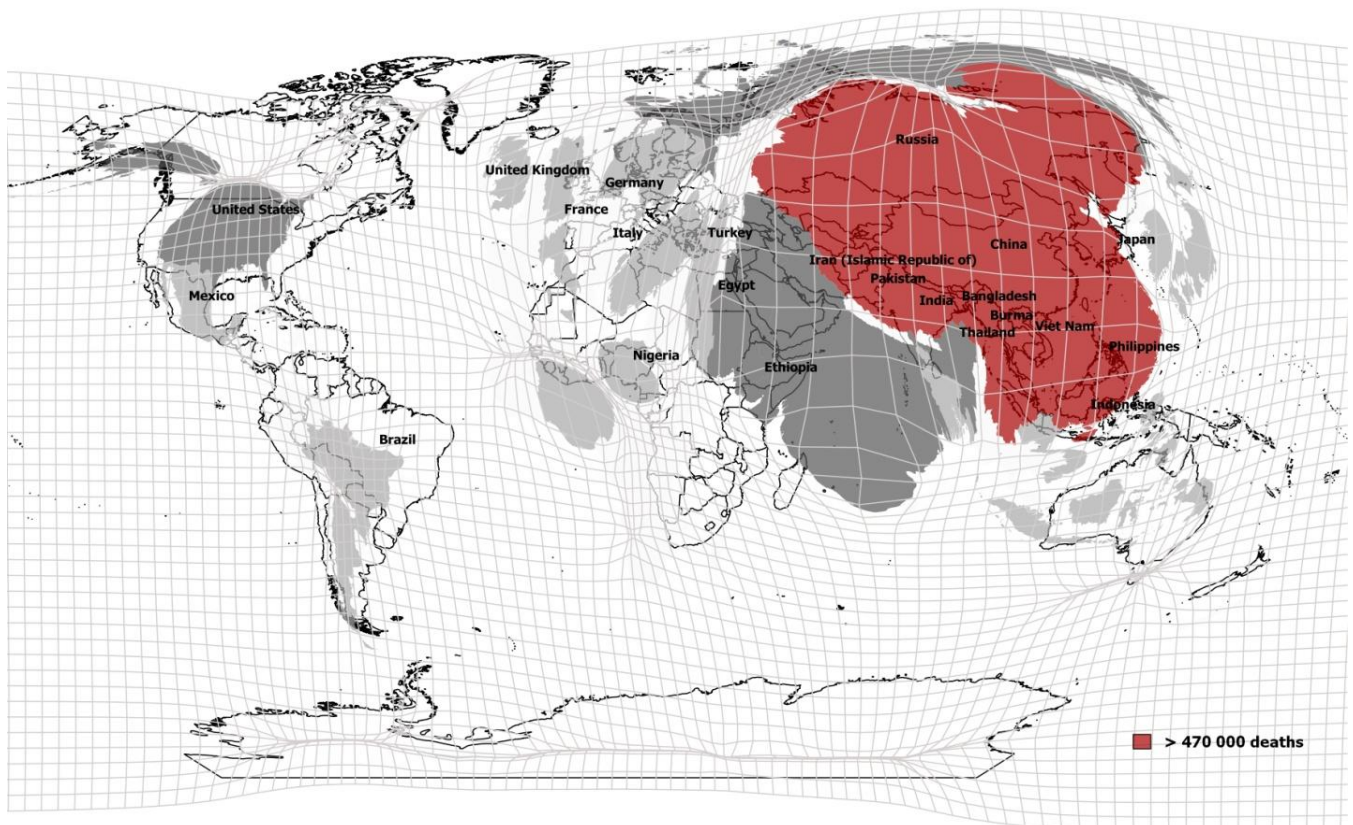 Russia
United Kingdom
Germany
United States
France
Italy
Turkey
Japan
China
Iran (Islamic Republic of)
Pakistan
Egypt
Mexico
India
Bangladesh
Burma
Viet Nam
Thailand
Philippines
Nigeria
Ethiopia
Indonesia
Brazil
> 470 000 deaths